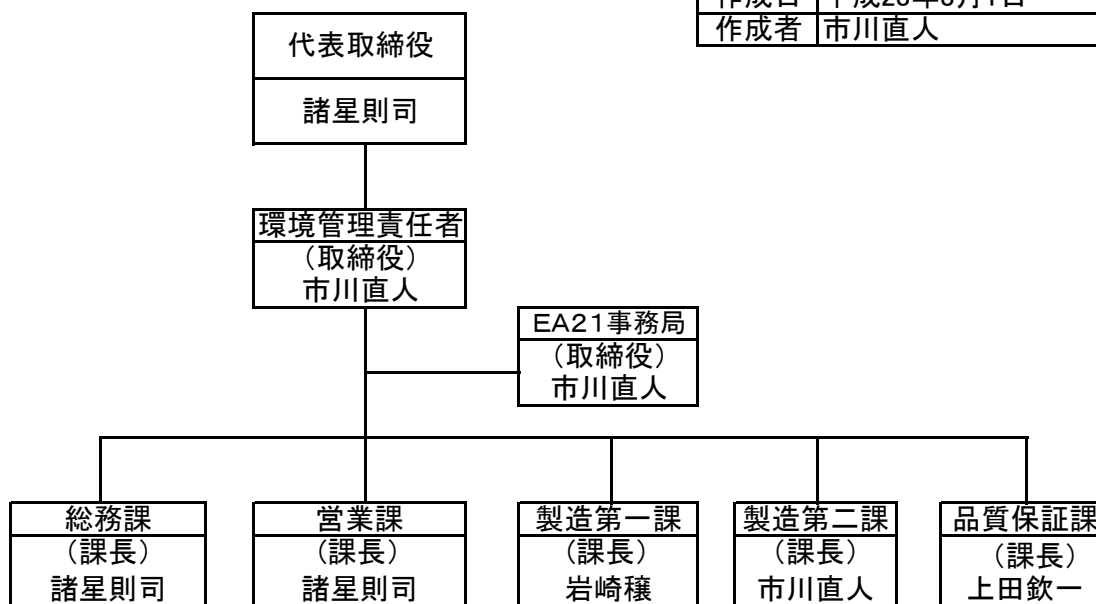 作成者 市川直人
代表取締役
諸星則司
環境管理責任者
（取締役）
市川直人
EA21事務局
（取締役）
市川直人
総務課
（課長）
諸星則司
営業課
（課長）
諸星則司
製造第一課
（課長）
岩崎穣
製造第二課
（課長）
市川直人
品質保証課
（課長）
上田欽一